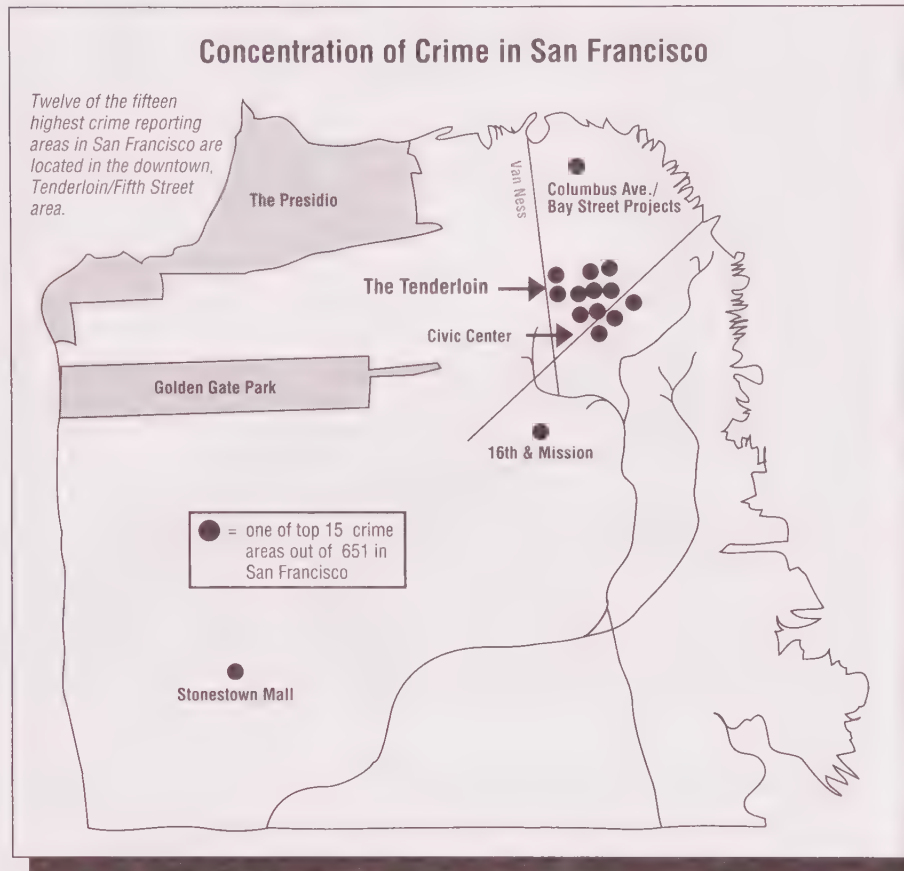 Concentration of Crime in San Francisco
Twelve of the fifteen
highest crime reporting
areas in San Francisco are
located in the downtown,
Tenderloin/Fifth Street
area.
The Presidio
Van Ness
Columbus Ave./
Bay Street Projects
The Tenderloin
Civic Center
Golden Gate Park
16th & Mission
= one of top 15 crime
areas out of 651 in
San Francisco
Stonestown Mall